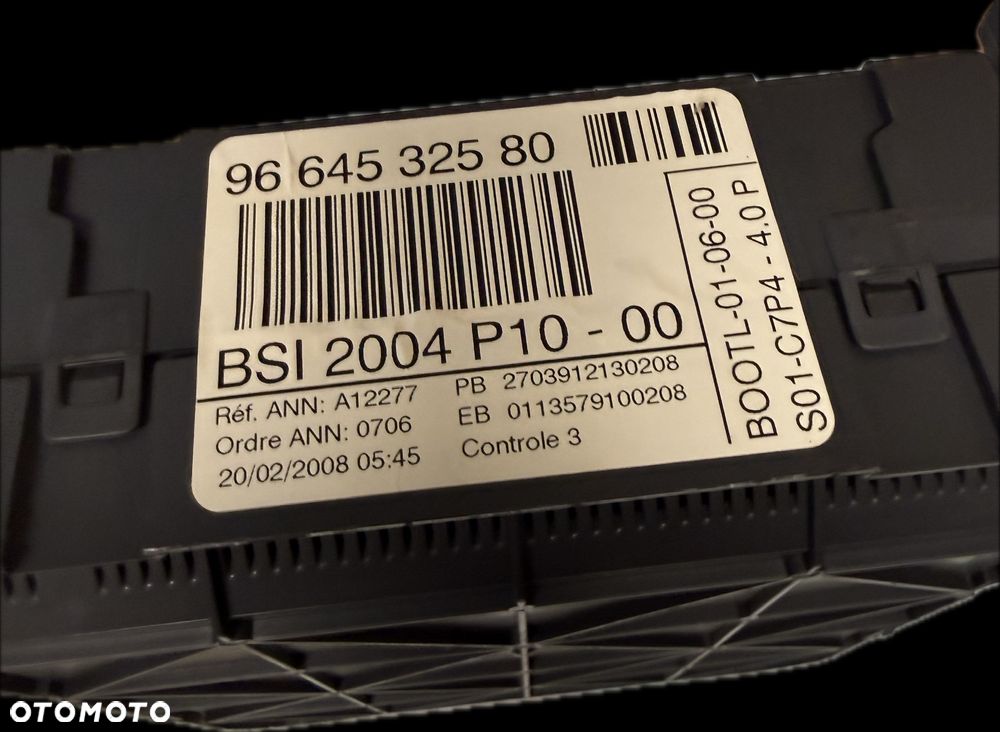 96 645 325 80
BSI 2004 P10 - 00
Réf. ANN: A12277
Ordre ANN: 0706
20/02/2008 05:45
PB 2703912130208
EB 0113579100208
Controle 3
BOOTL-01-06-00
S01-C7P4 - 4.0 P
OTOMOTO